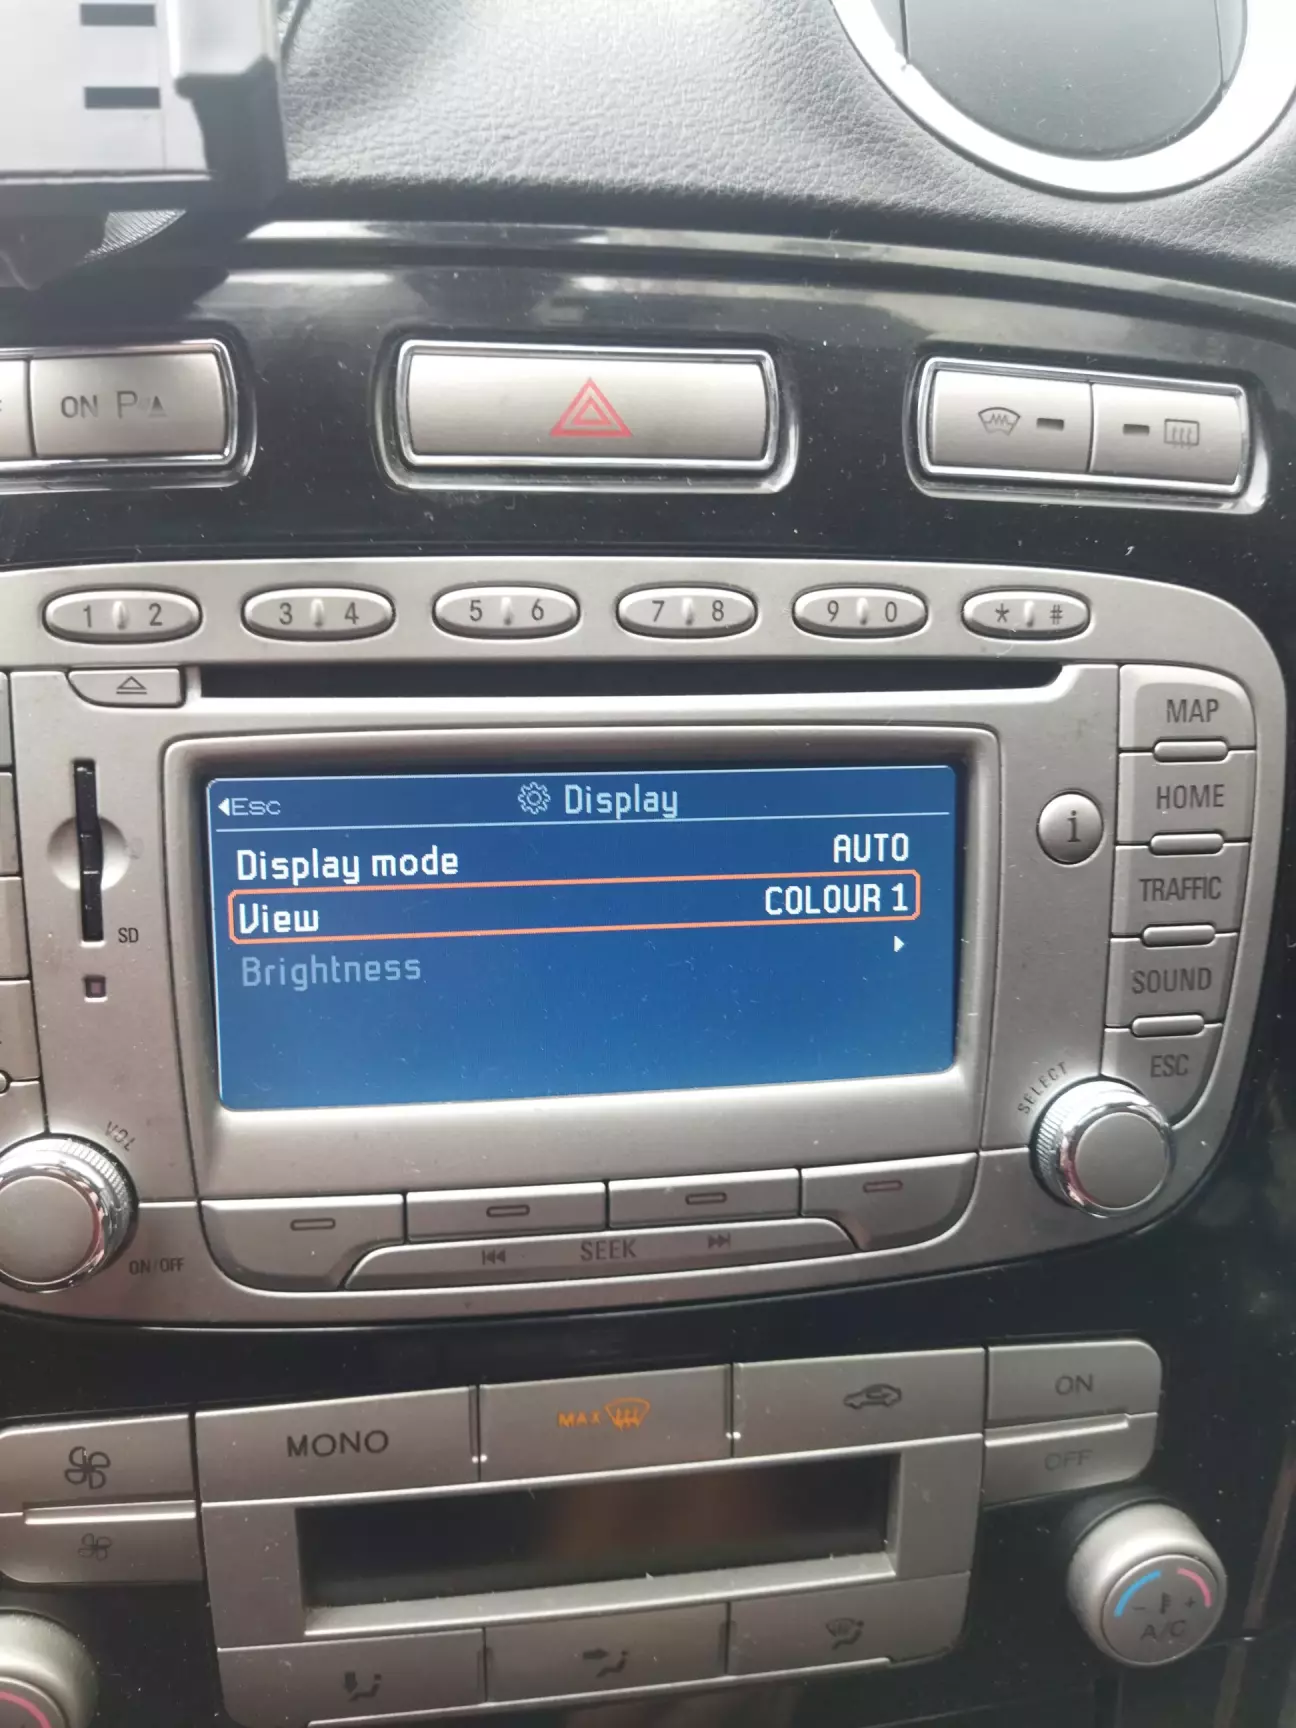 ON P
1 2 3 4 5 6 7 8 9 0 * #
MAP
HOME
i
TRAFFIC
SOUND
ESC
SD
Esc Display
Display mode AUTO
View COLOUR 1
Brightness
SELECT
VOL
ON/OFF
SEEK
MONO
MAX
ON
OFF
- +
A/C